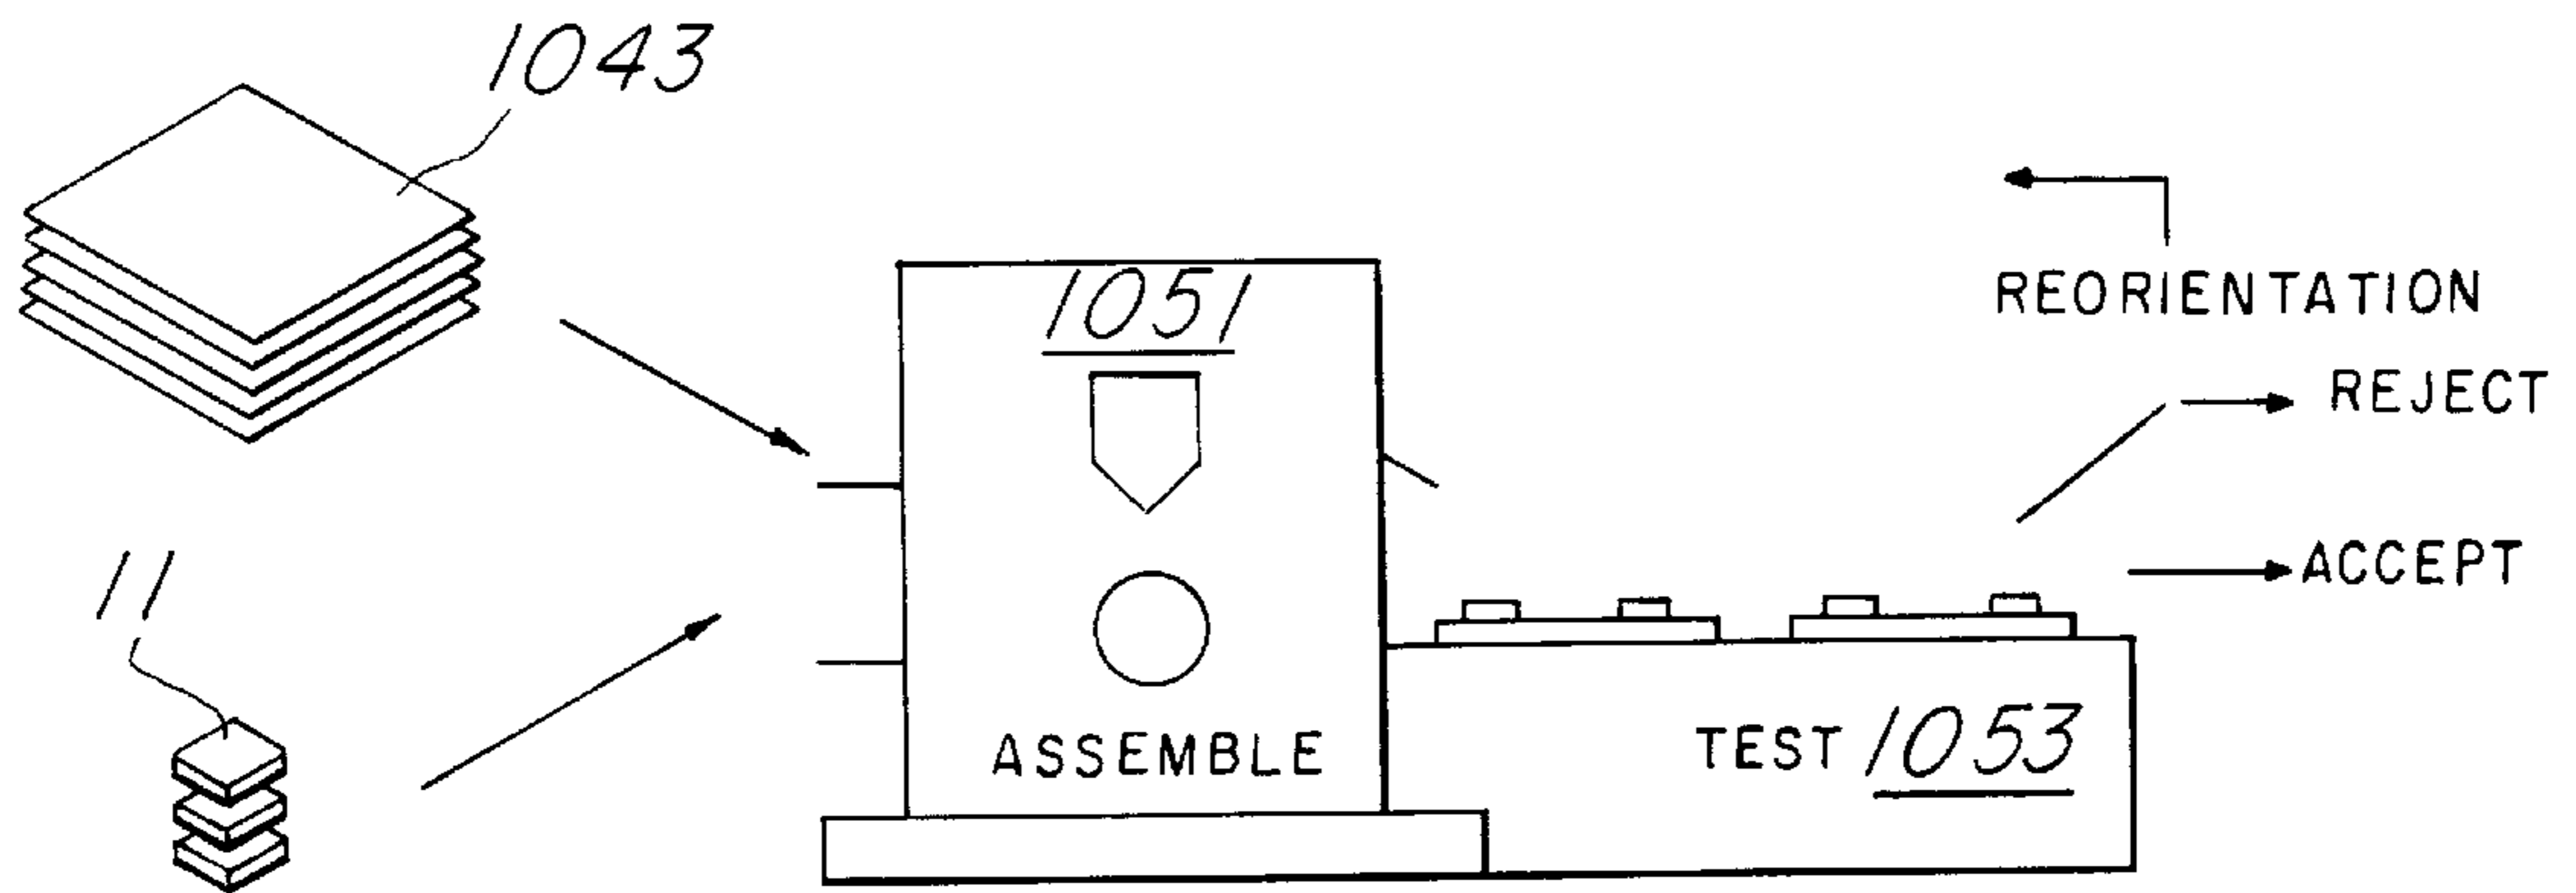 1043
1051
REORIENTATION
REJECT
11
ACCEPT
ASSEMBLE
TEST 1053